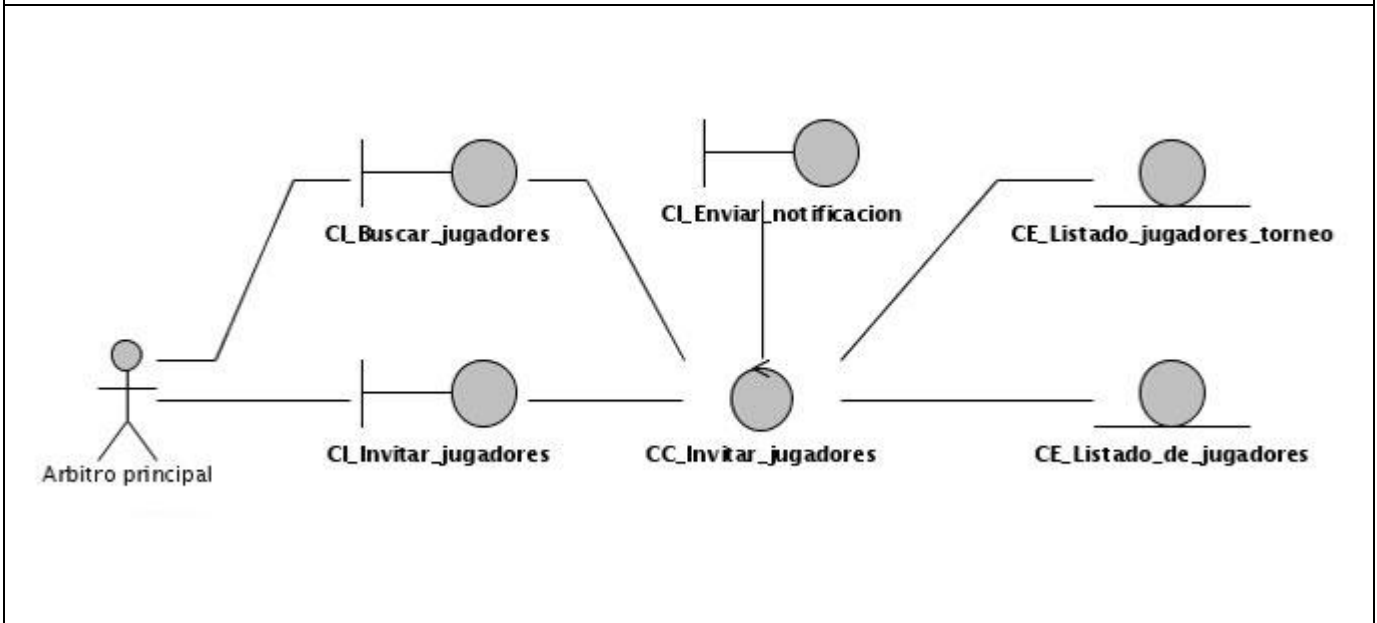 CI_Enviar_notificacion
CI_Buscar_jugadores
CE_Listado_jugadores_torneo
CI_Invitar_jugadores
CC_Invitar_jugadores
CE_Listado_de_jugadores
Arbitro principal